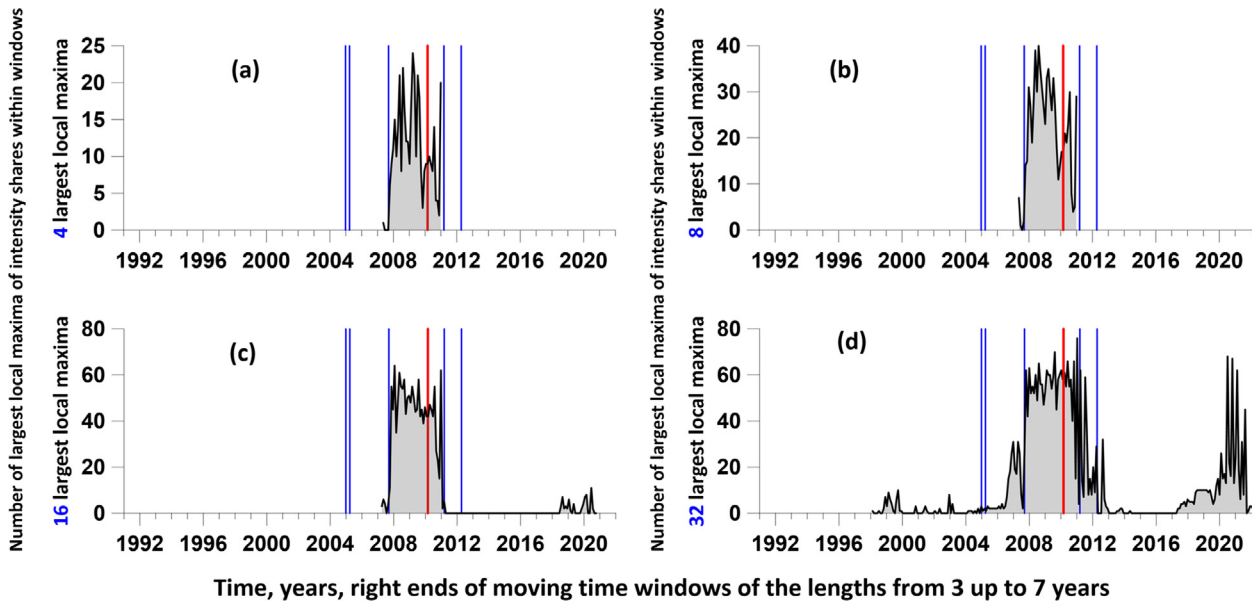 Number of largest local maxima of intensity shares within windows
4 largest local maxima
25
20
15
10
5
0
(a)
1992 1996 2000 2004 2008 2012 2016 2020
Number of largest local maxima of intensity shares within windows
8 largest local maxima
40
30
20
10
0
(b)
1992 1996 2000 2004 2008 2012 2016 2020
16 largest local maxima
80
60
40
20
0
(c)
1992 1996 2000 2004 2008 2012 2016 2020
32 largest local maxima
80
60
40
20
0
(d)
1992 1996 2000 2004 2008 2012 2016 2020
Time, years, right ends of moving time windows of the lengths from 3 up to 7 years